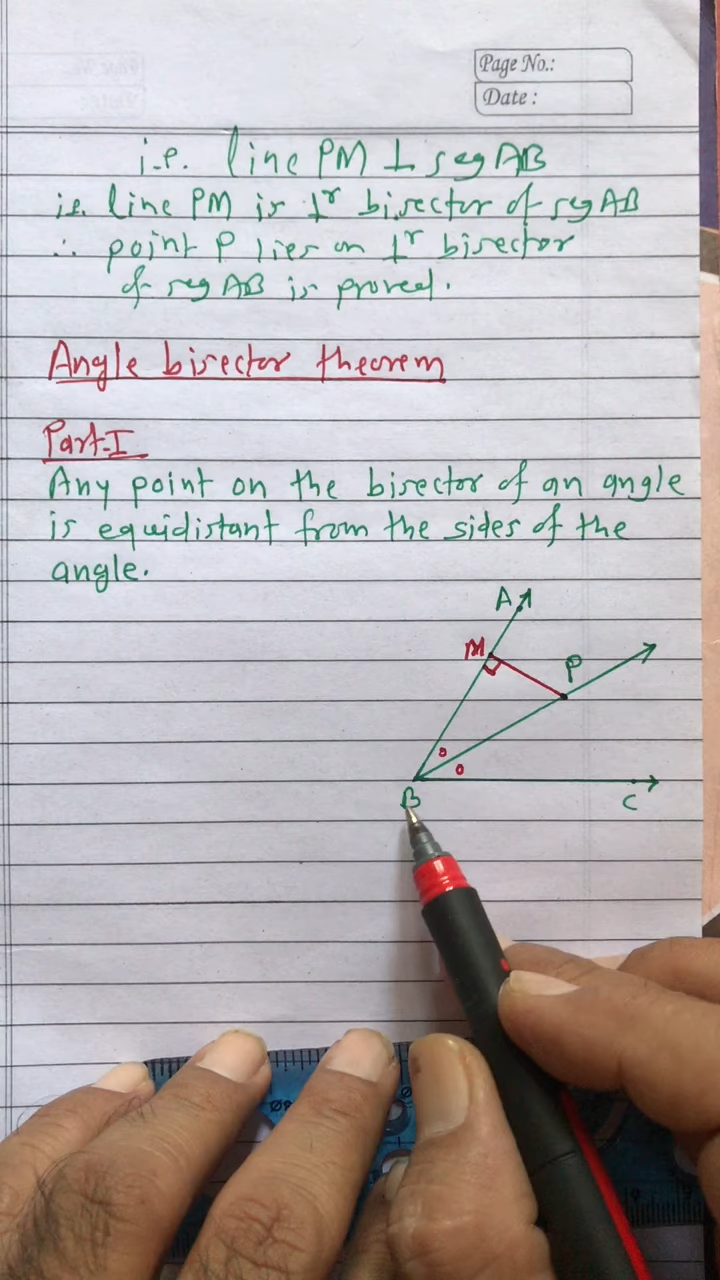 Page No.:
Date :
i.e. line PM ⊥ seg AB
i.e. line PM is ⊥r bisector of seg AB
∴ point P lies on ⊥r bisector
of seg AB is proved.
Angle bisector theorem
Part-I
Any point on the bisector of an angle
is equidistant from the sides of the
angle.
A
M
P
B
C